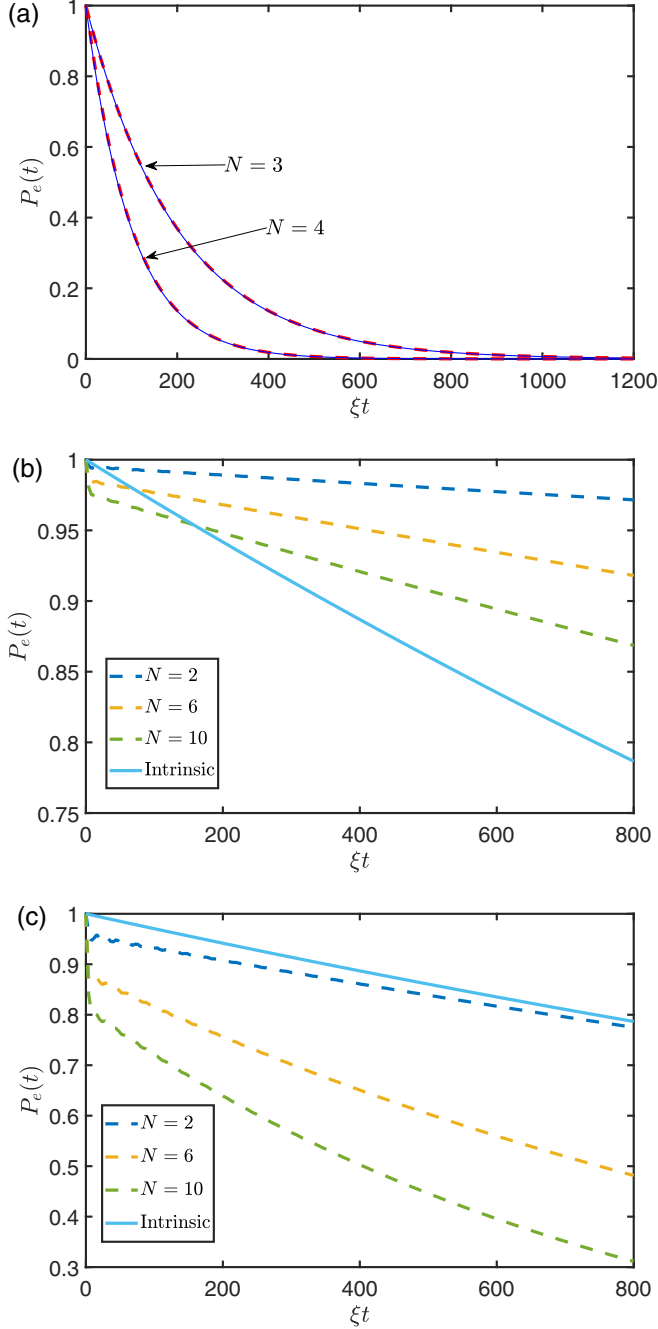 (a)
1
0.8
0.6
0.4
0.2
0
P_e(t)
N = 3
N = 4
0 200 400 600 800 1000 1200
ξt
(b)
1
0.95
0.9
0.85
0.8
0.75
P_e(t)
N = 2
N = 6
N = 10
Intrinsic
0 200 400 600 800
ξt
(c)
1
0.9
0.8
0.7
0.6
0.5
0.4
0.3
P_e(t)
N = 2
N = 6
N = 10
Intrinsic
0 200 400 600 800
ξt